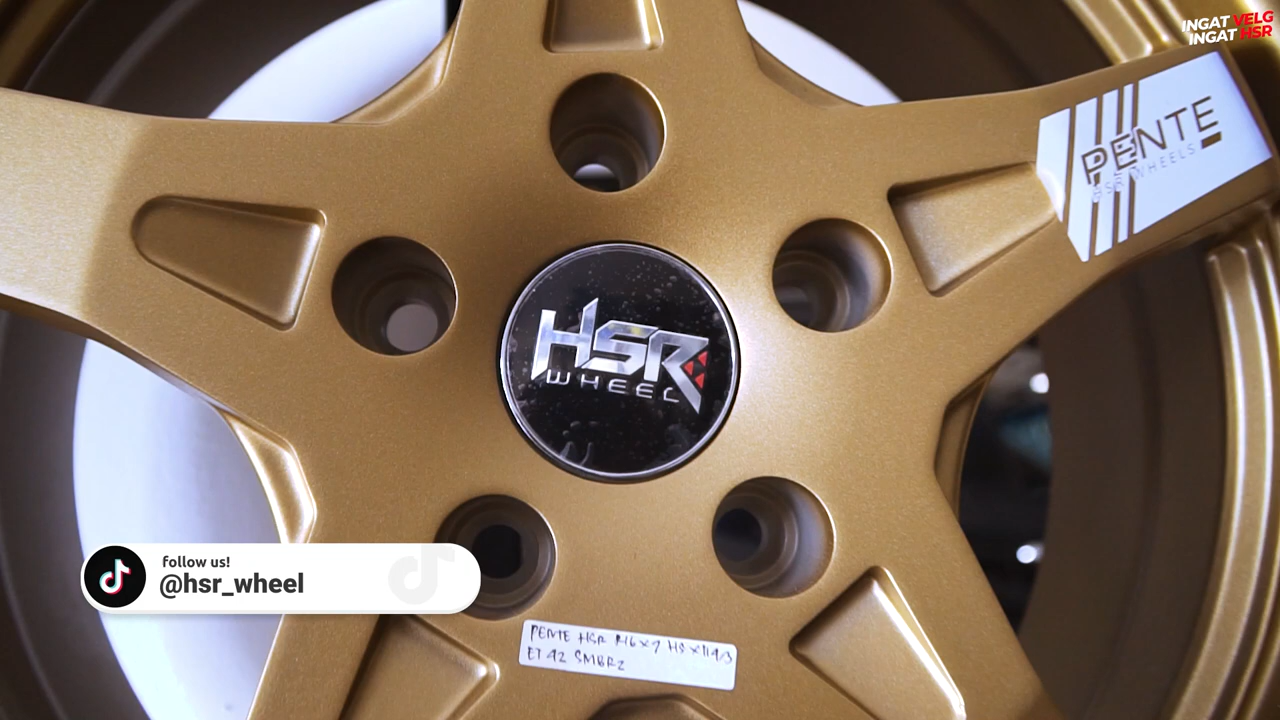 INGAT VELG
INGAT HSR
PENTE
HSR WHEELS
HSR
WHEEL
follow us!
@hsr_wheel
PENTE HSR R16x7 H5x114,3
ET 42 SMBRZ